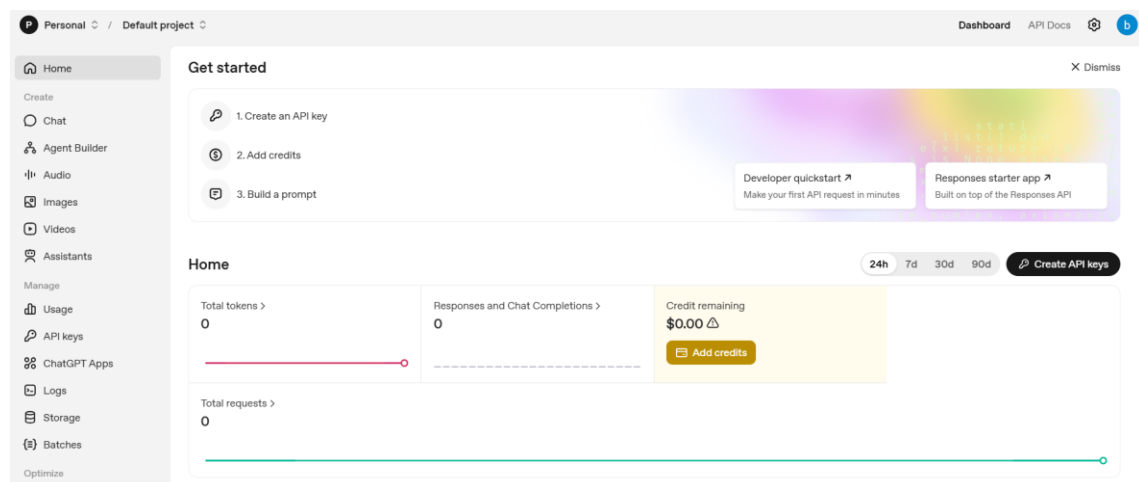 P Personal / Default project
Dashboard API Docs b
Home
Create
Chat
Agent Builder
Audio
Images
Videos
Assistants
Manage
Usage
API keys
ChatGPT Apps
Logs
Storage
Batches
Optimize
Get started
Dismiss
1. Create an API key
2. Add credits
3. Build a prompt
Developer quickstart ↗
Make your first API request in minutes
Responses starter app ↗
Built on top of the Responses API
Home
24h 7d 30d 90d Create API keys
Total tokens >
0
Responses and Chat Completions >
0
Credit remaining
$0.00
Add credits
Total requests >
0